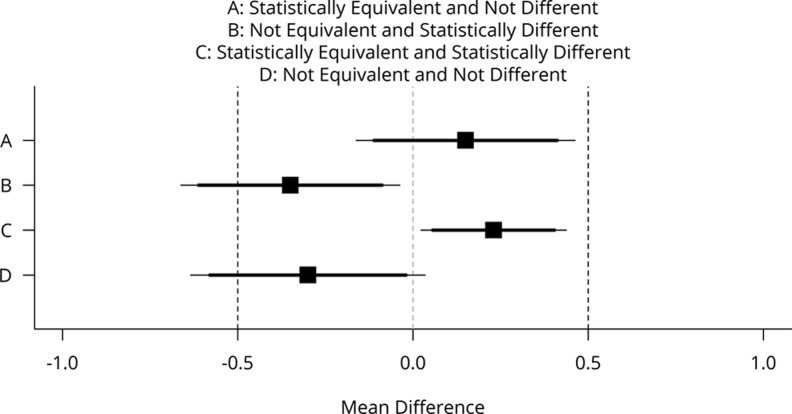 A: Statistically Equivalent and Not Different
B: Not Equivalent and Statistically Different
C: Statistically Equivalent and Statistically Different
D: Not Equivalent and Not Different
A
B
C
D
-1.0 -0.5 0.0 0.5 1.0
Mean Difference